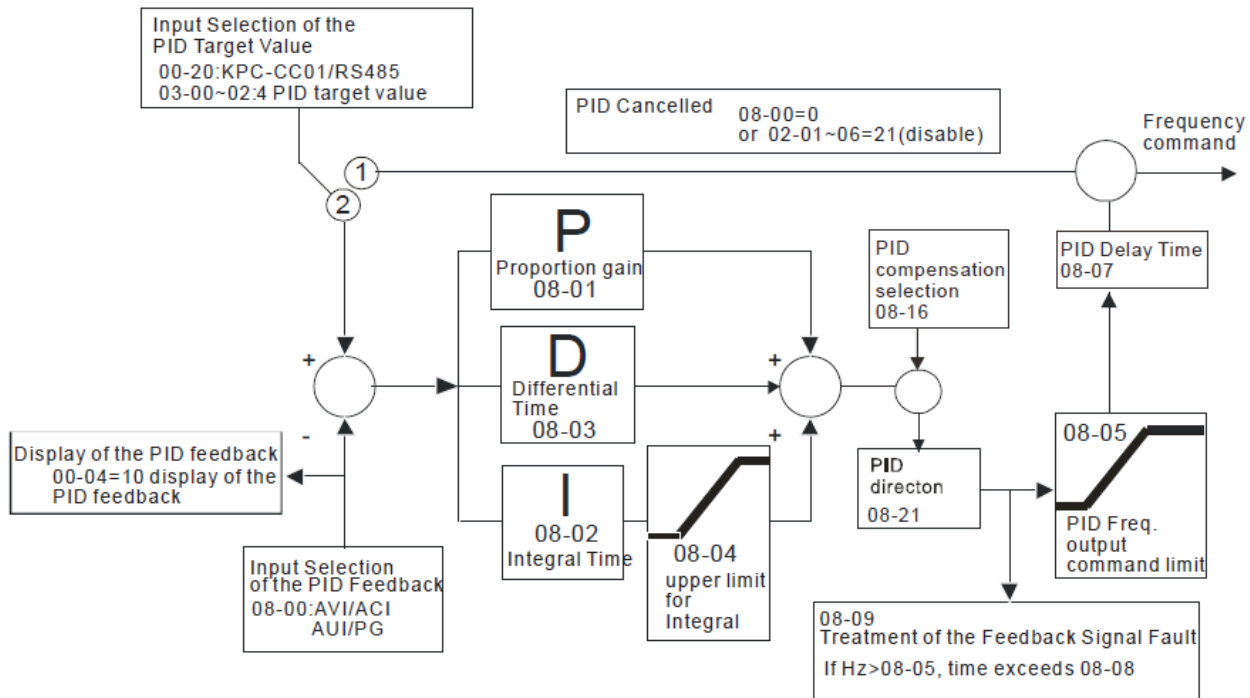 Input Selection of the
PID Target Value
00-20:KPC-CC01/RS485
03-00~02:4 PID target value
PID Cancelled
08-00=0
or 02-01~06=21(disable)
Frequency
command
1
2
P
Proportion gain
08-01
PID
compensation
selection
08-16
PID Delay Time
08-07
+
D
Differential
Time
08-03
+
-
+
Display of the PID feedback
00-04=10 display of the
PID feedback
I
08-02
Integral Time
08-04
upper limit
for
Integral
PID
directon
08-21
08-05
PID Freq.
output
command limit
Input Selection
of the PID Feedback
08-00:AVI/ACI
AUI/PG
08-09
Treatment of the Feedback Signal Fault
If Hz>08-05, time exceeds 08-08